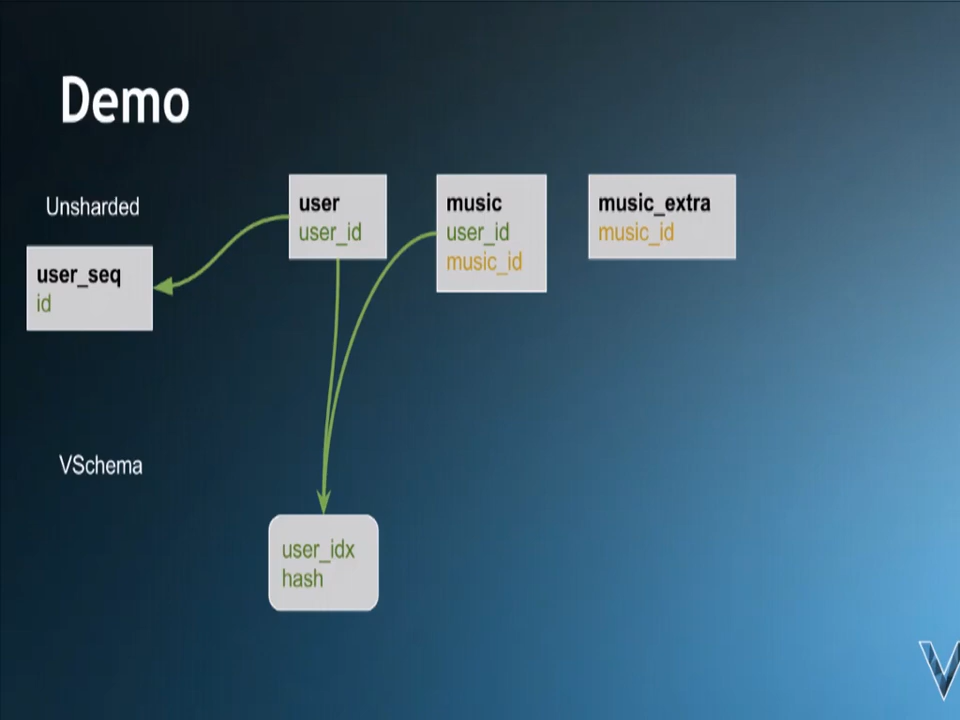 Demo
Unsharded
user_seq
id
user
user_id
music
user_id
music_id
music_extra
music_id
VSchema
user_idx
hash